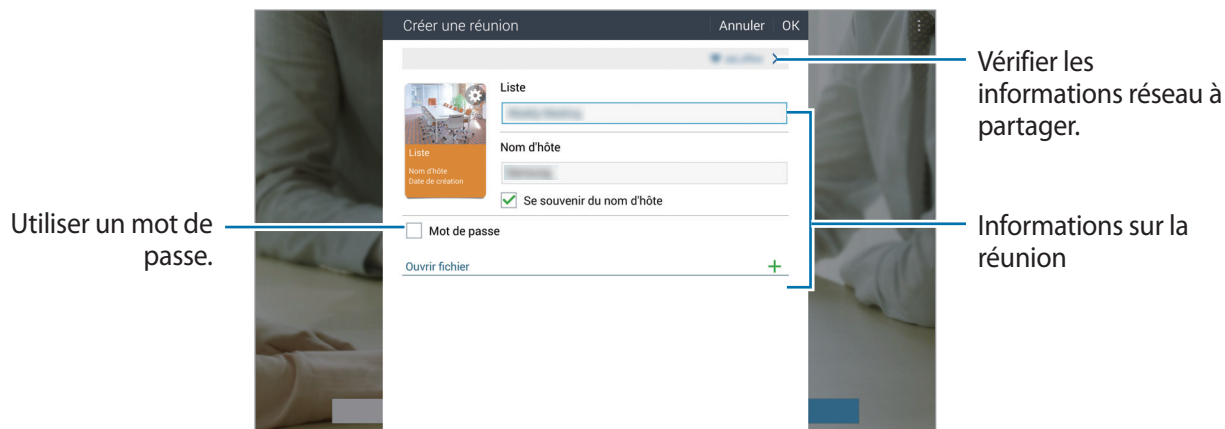 Créer une réunion Annuler OK
Vérifier les
informations réseau à
partager.
Liste
Liste
Nom d'hôte
Date de création
Nom d'hôte
Se souvenir du nom d'hôte
Utiliser un mot de
passe.
Mot de passe
Informations sur la
réunion
Ouvrir fichier